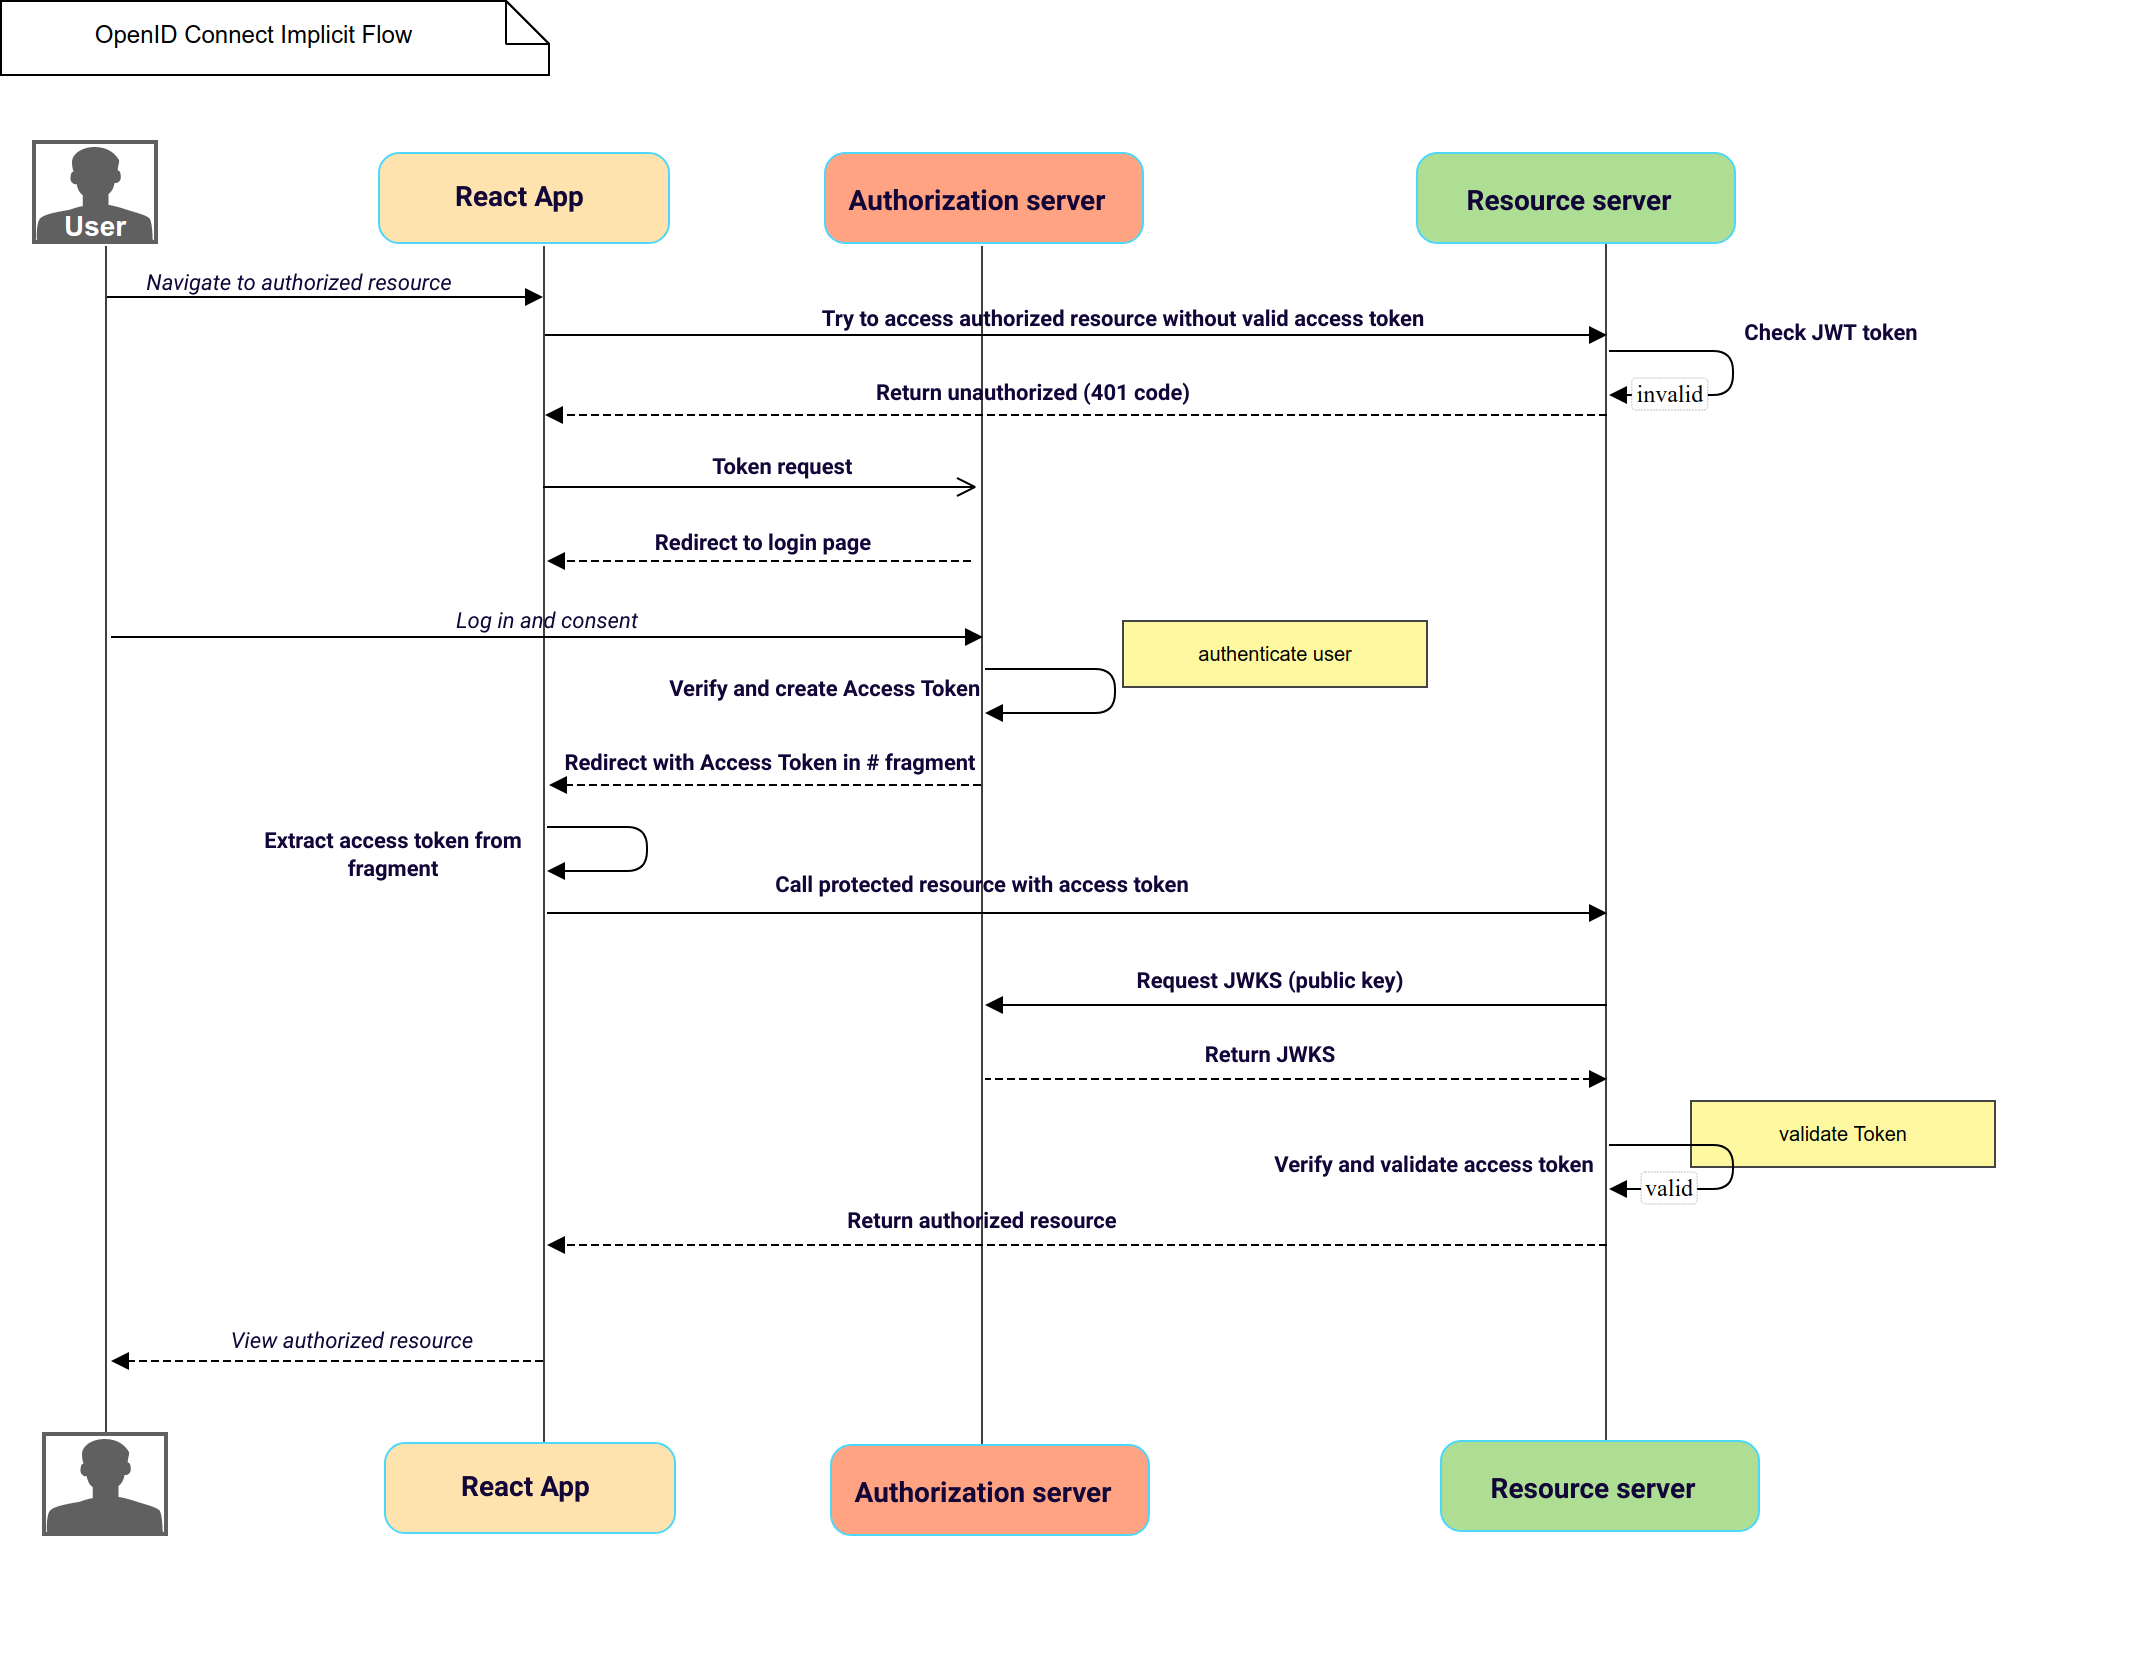 OpenID Connect Implicit Flow
User
React App
Authorization server
Resource server
Navigate to authorized resource
Try to access authorized resource without valid access token
Check JWT token
invalid
Return unauthorized (401 code)
Token request
Redirect to login page
Log in and consent
authenticate user
Verify and create Access Token
Redirect with Access Token in # fragment
Extract access token from
fragment
Call protected resource with access token
Request JWKS (public key)
Return JWKS
validate Token
Verify and validate access token
valid
Return authorized resource
View authorized resource
React App
Authorization server
Resource server